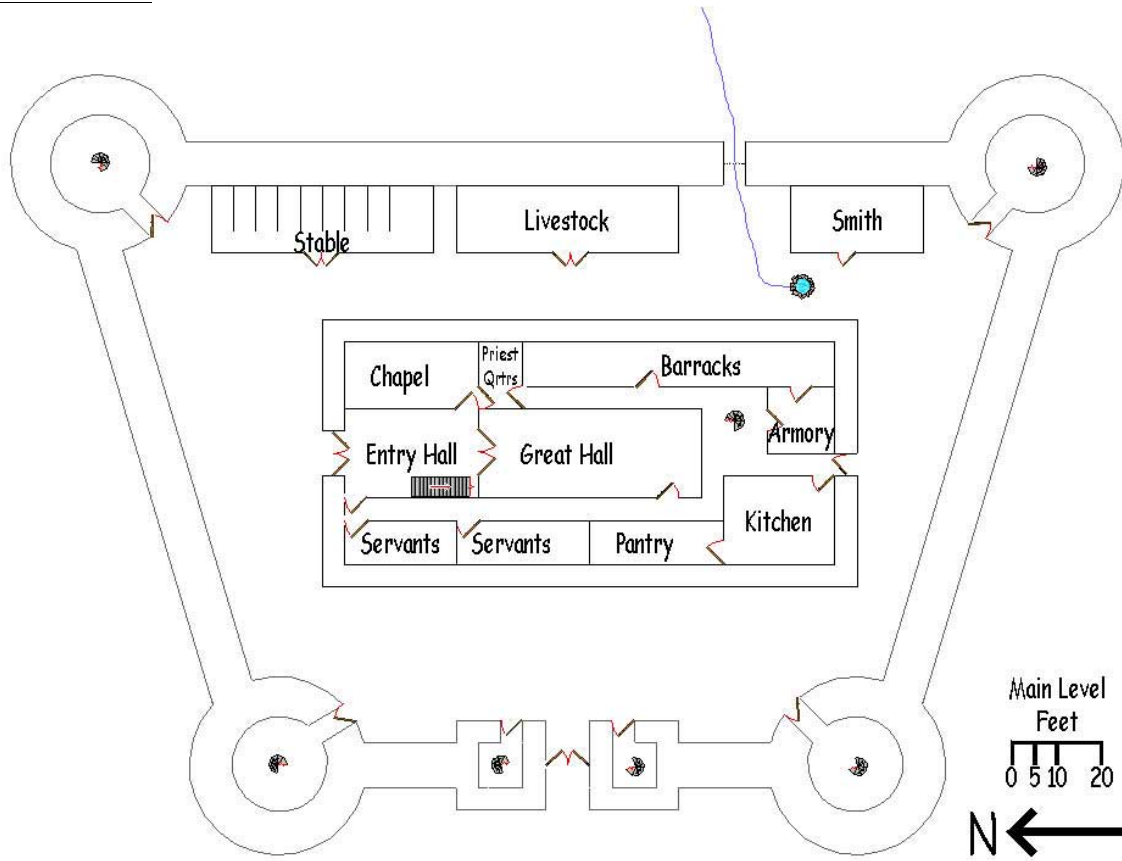 Stable
Livestock
Smith
Chapel
Priest
Qrtrs
Barracks
Armory
Entry Hall
Great Hall
Kitchen
Servants
Servants
Pantry
Main Level
Feet
0 5 10 20
N